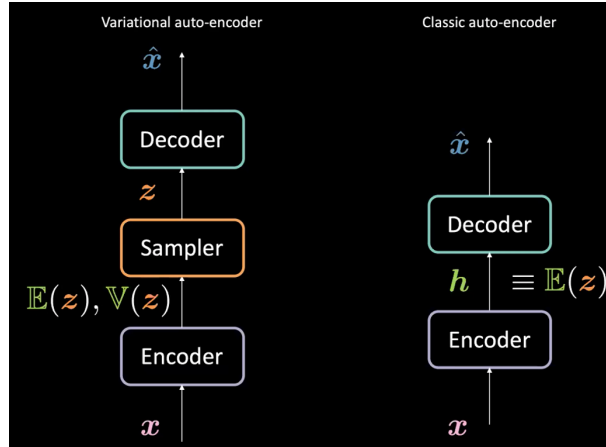 Variational auto-encoder
x̂
Decoder
z
Sampler
𝔼(z), 𝕍(z)
Encoder
x
Classic auto-encoder
x̂
Decoder
h ≡ 𝔼(z)
Encoder
x